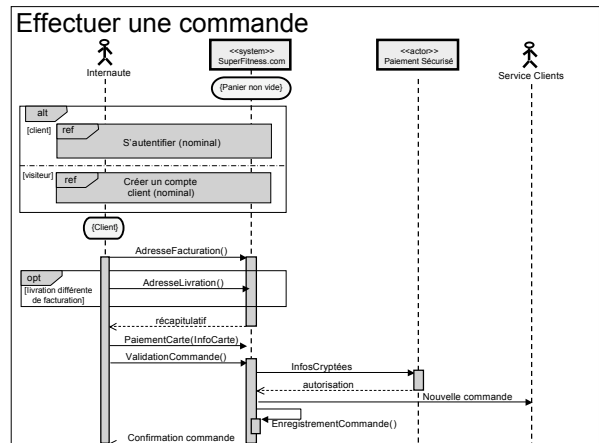 Effectuer une commande
Internaute
<<system>>
SuperFitness.com
<<actor>>
Paiement Sécurisé
Service Clients
{Panier non vide}
alt
[client]
ref
S'autentifier (nominal)
[visiteur]
ref
Créer un compte
client (nominal)
{Client}
AdresseFacturation()
opt
[livration différente
de facturation]
AdresseLivration()
récapitulatif
PaiementCarte(InfoCarte)
ValidationCommande()
InfosCryptées
autorisation
Nouvelle commande
EnregistrementCommande()
Confirmation commande